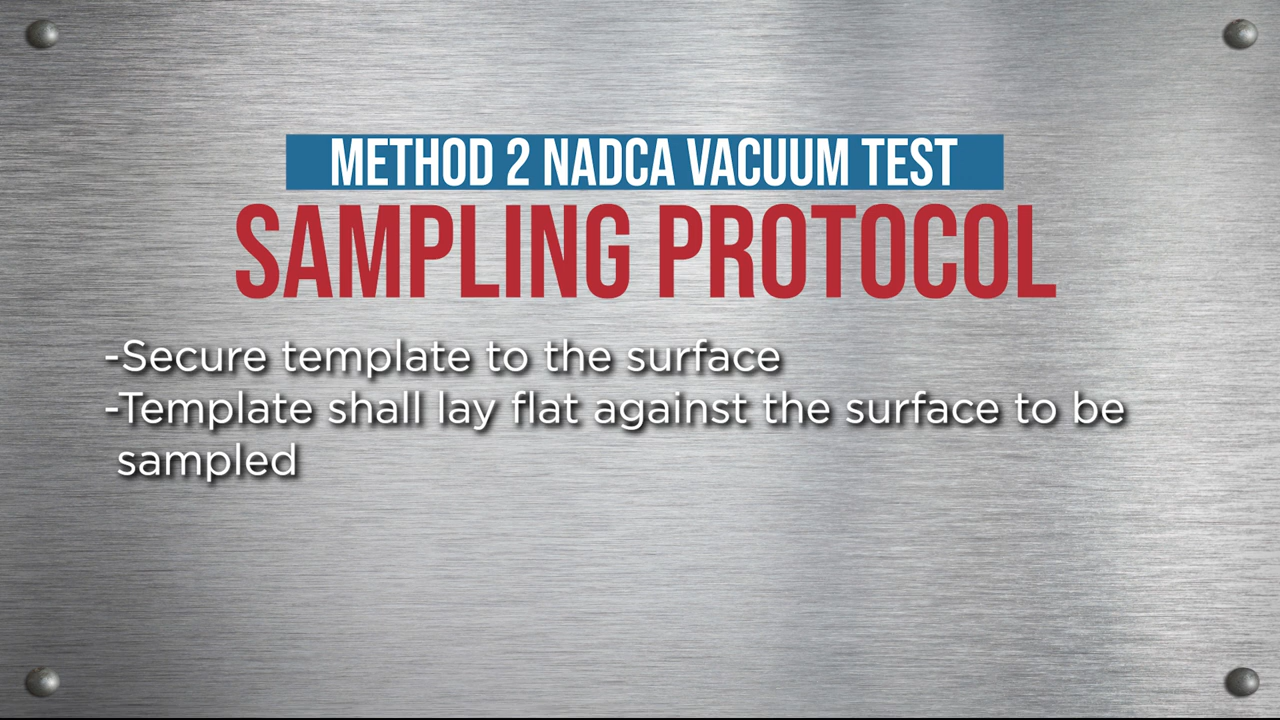 METHOD 2 NADCA VACUUM TEST
SAMPLING PROTOCOL
-Secure template to the surface
-Template shall lay flat against the surface to be
sampled